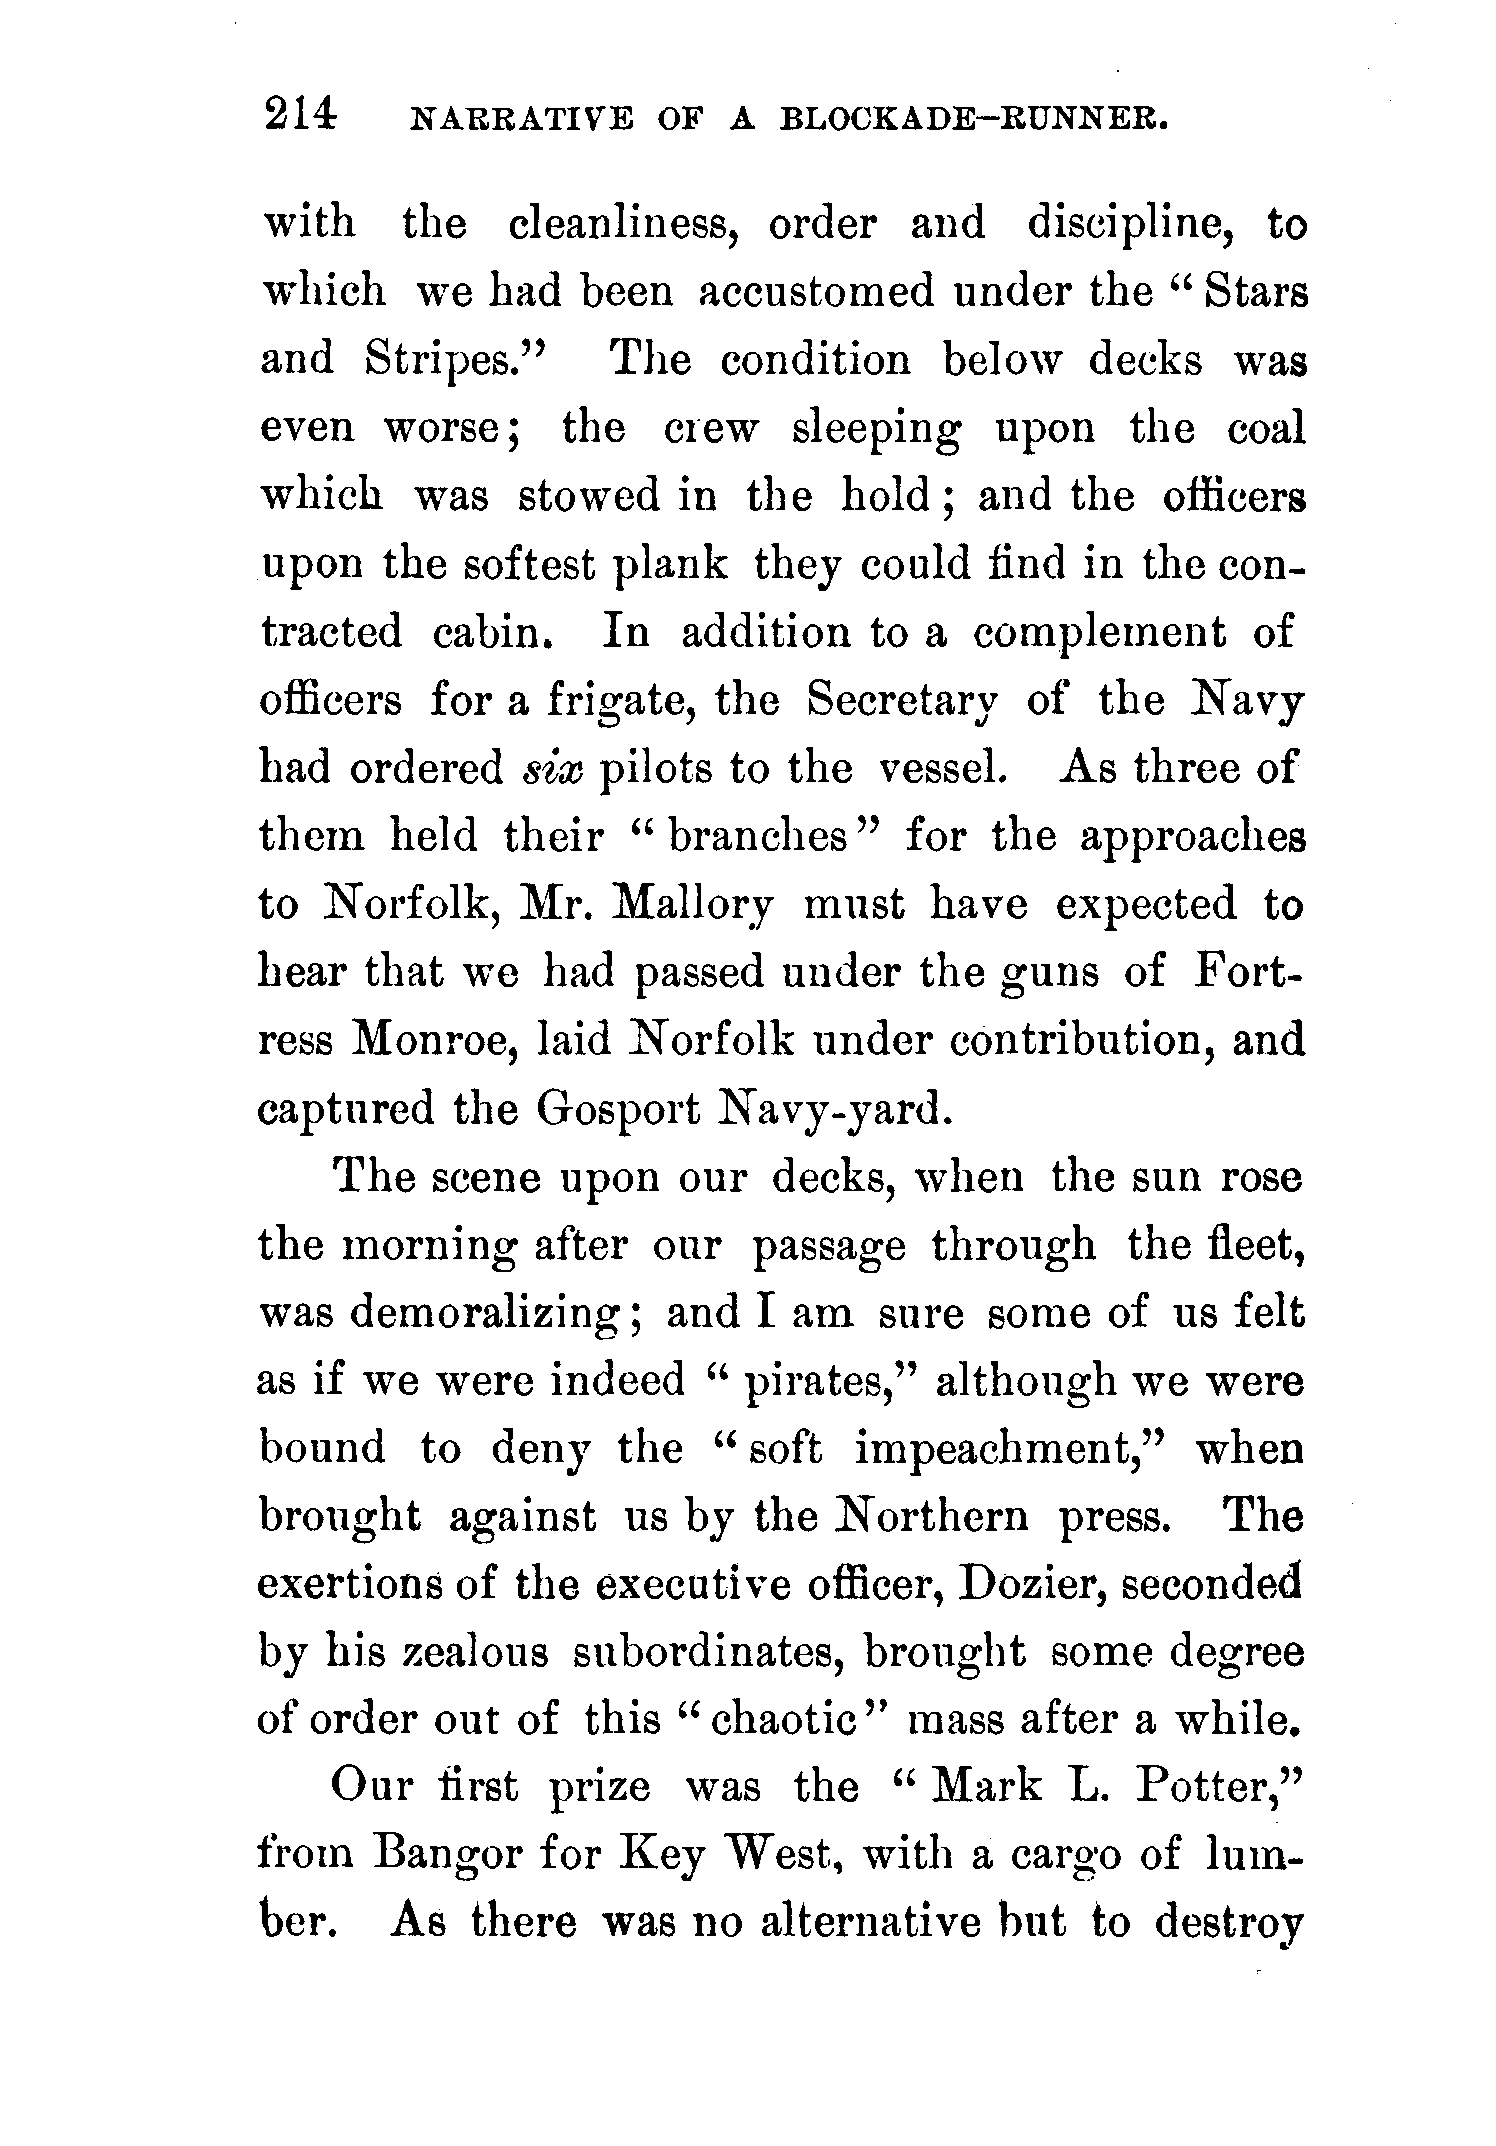 214 NARRATIVE OF A BLOCKADE-RUNNER.
with the cleanliness, order and discipline, to
which we had been accustomed under the “ Stars
and Stripes.” The condition below decks was
even worse; the crew sleeping upon the coal
which was stowed in the hold ; and the officers
upon the softest plank they could find in the con-
tracted cabin. In addition to a complement of
officers for a frigate, the Secretary of the Navy
had ordered six pilots to the vessel. As three of
them held their “ branches ” for the approaches
to Norfolk, Mr. Mallory must have expected to
hear that we had passed under the guns of Fort-
ress Monroe, laid Norfolk under contribution, and
captured the Gosport Navy-yard.
The scene upon our decks, when the sun rose
the morning after our passage through the fleet,
was demoralizing ; and I am sure some of us felt
as if we were indeed “ pirates,” although we were
bound to deny the “ soft impeachment,” when
brought against us by the Northern press. The
exertions of the executive officer, Dozier, seconded
by his zealous subordinates, brought some degree
of order out of this “ chaotic ” mass after a while.
Our first prize was the “ Mark L. Potter,”
from Bangor for Key West, with a cargo of lum-
ber. As there was no alternative but to destroy